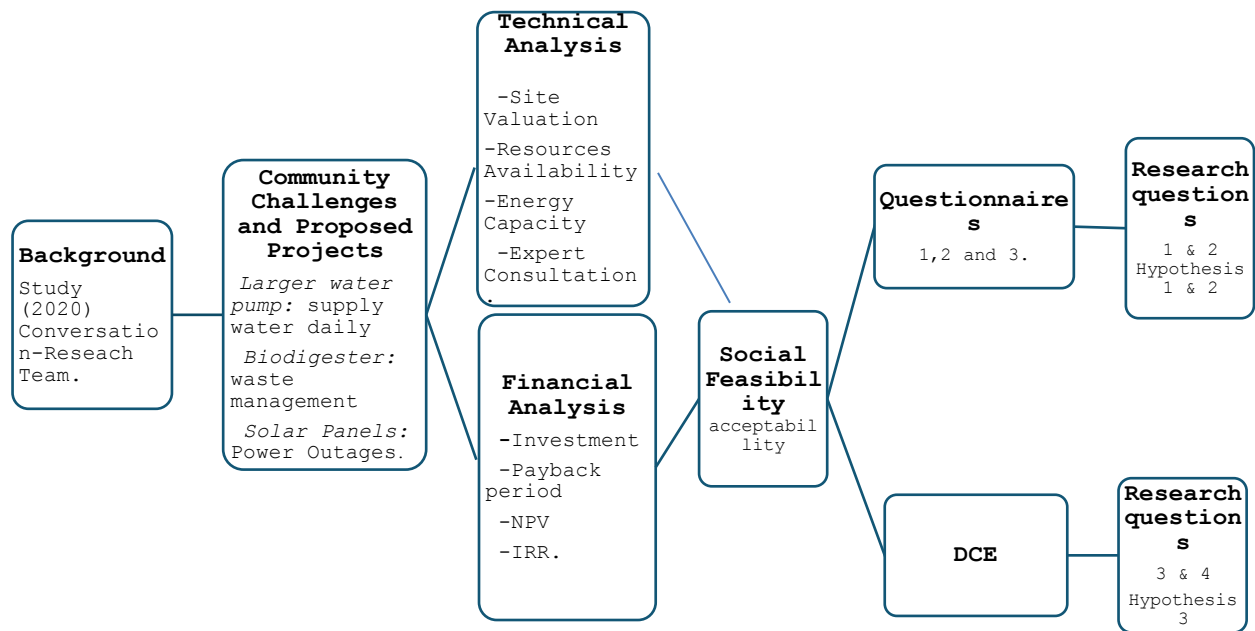 Background
Study
(2020)
Conversatio
n-Reseach
Team.
Community
Challenges
and Proposed
Projects
Larger water
pump: supply
water daily
Biodigester:
waste
management
Solar Panels:
Power Outages.
Technical
Analysis
-Site
Valuation
-Resources
Availability
-Energy
Capacity
-Expert
Consultation
.
Financial
Analysis
-Investment
-Payback
period
-NPV
-IRR.
Social
Feasibil
ity
acceptabi
lity
Questionnaire
s
1,2 and 3.
Research
question
s
1 & 2
Hypothesis
1 & 2
DCE
Research
question
s
3 & 4
Hypothesis
3